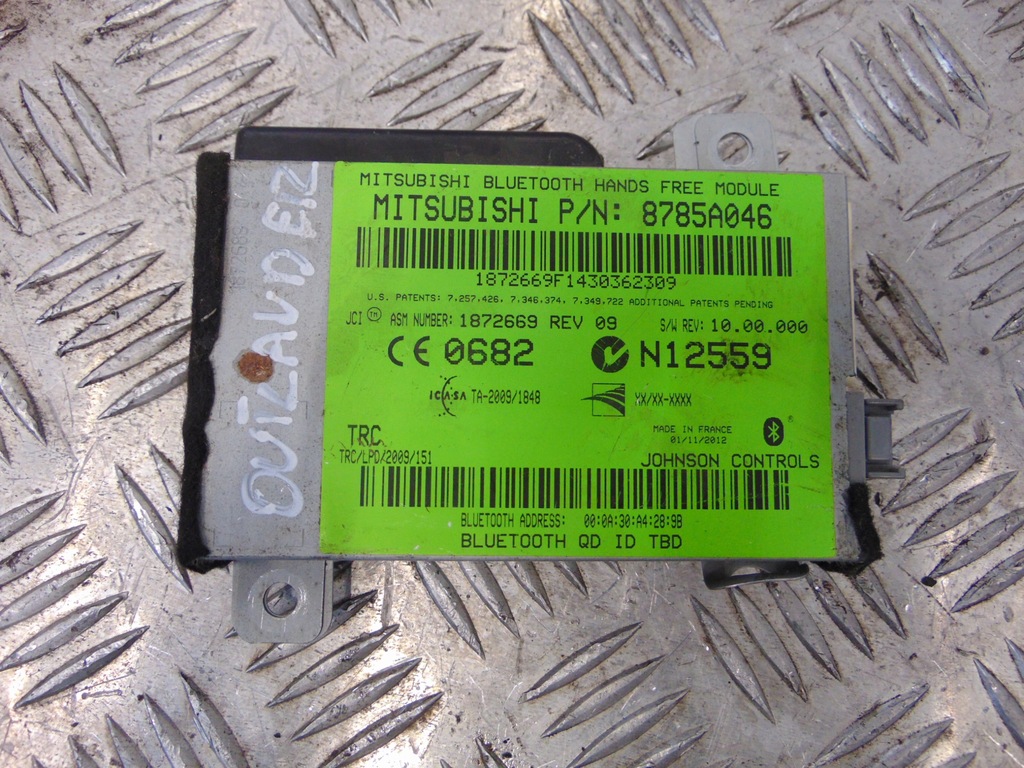 MITSUBISHI BLUETOOTH HANDS FREE MODULE
MITSUBISHI P/N: 8785A046
1872669F1430362309
U.S. PATENTS: 7,257,426, 7,346,374, 7,349,722 ADDITIONAL PATENTS PENDING
JCI TM ASM NUMBER: 1872669 REV 09 S/W REV: 10.00.000
CE 0682 N12559
ICASA TA-2009/1848 XX/XX-XXXX
MADE IN FRANCE
01/11/2012
TRC
TRC/LPD/2009/151
JOHNSON CONTROLS
BLUETOOTH ADDRESS: 00:0A:30:A4:28:9B
BLUETOOTH QD ID TBD